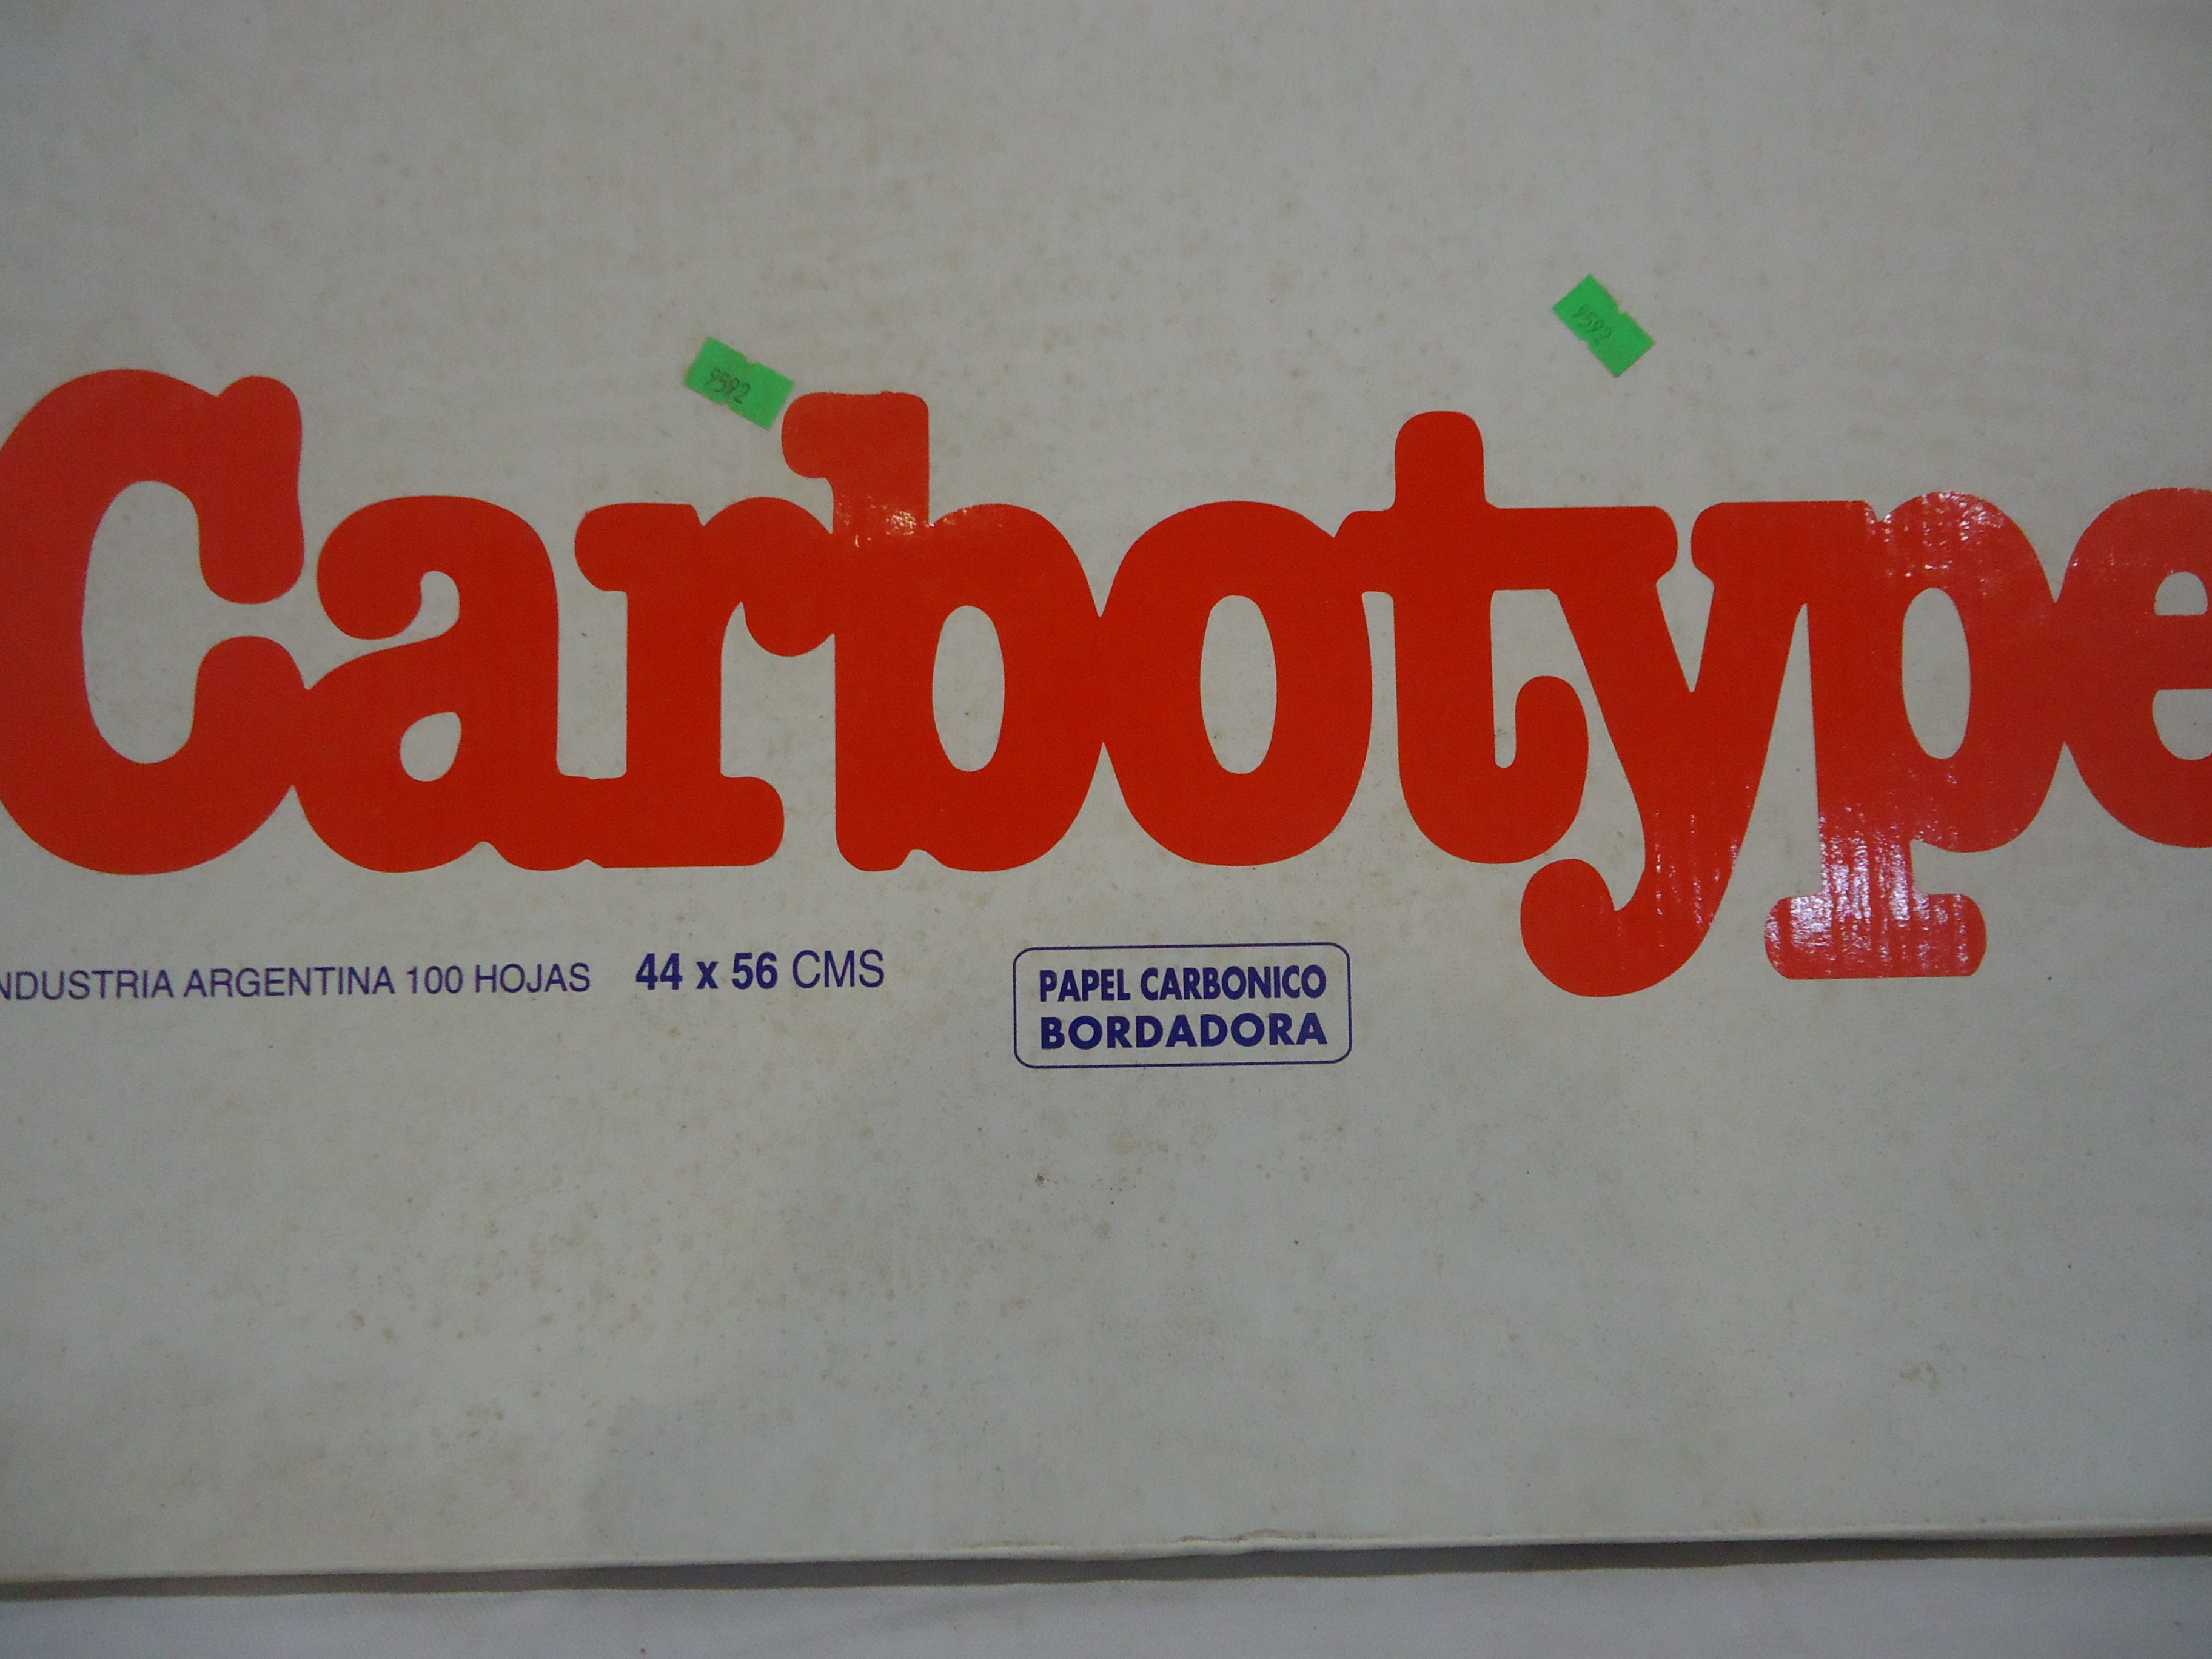 9592
9592
Carbotype
NDUSTRIA ARGENTINA 100 HOJAS 44 x 56 CMS
PAPEL CARBONICO
BORDADORA